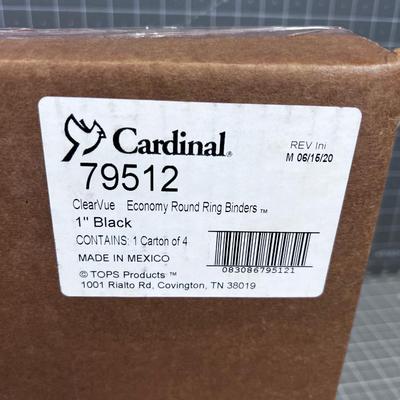 Cardinal®
REV Ini
M 06/15/20
79512
ClearVue Economy Round Ring Binders ™
1" Black
CONTAINS: 1 Carton of 4
MADE IN MEXICO
083086795121
© TOPS Products ™
1001 Rialto Rd, Covington, TN 38019